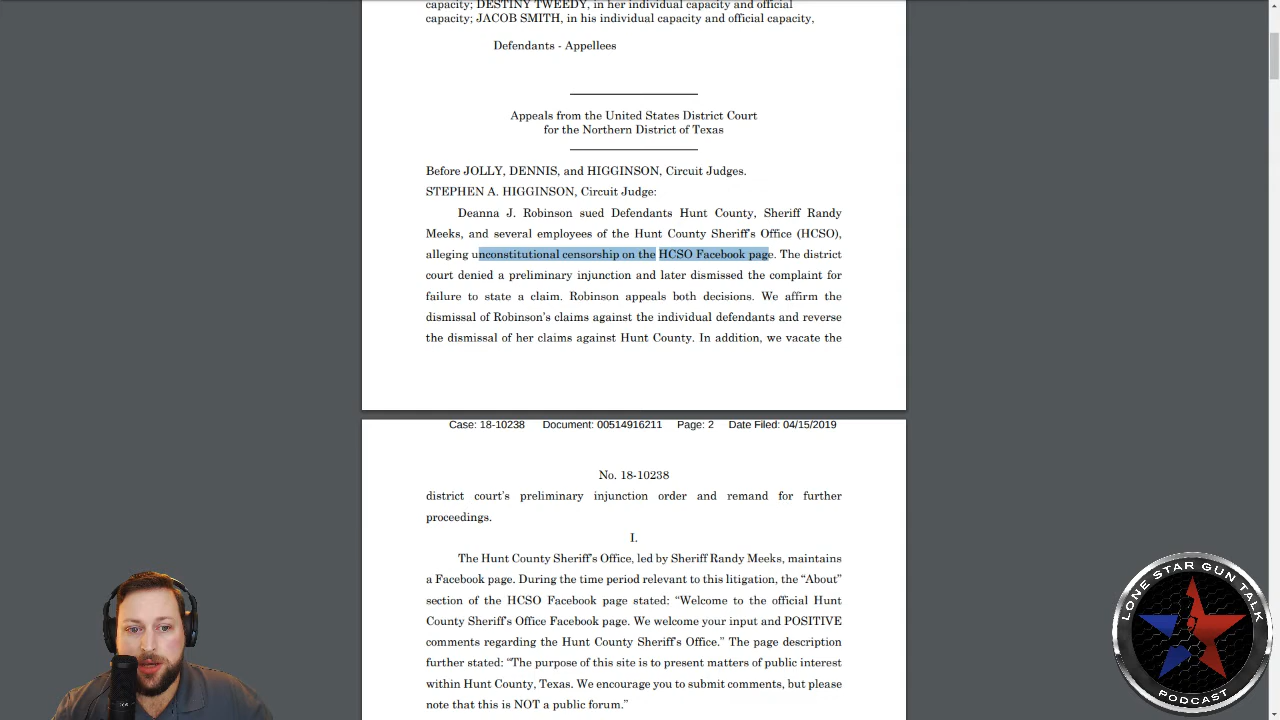 capacity; DESTINY TWEEDY, in her individual capacity and official
capacity; JACOB SMITH, in his individual capacity and official capacity,
Defendants - Appellees
Appeals from the United States District Court
for the Northern District of Texas
Before JOLLY, DENNIS, and HIGGINSON, Circuit Judges.
STEPHEN A. HIGGINSON, Circuit Judge:
Deanna J. Robinson sued Defendants Hunt County, Sheriff Randy
Meeks, and several employees of the Hunt County Sheriff's Office (HCSO),
alleging unconstitutional censorship on the HCSO Facebook page. The district
court denied a preliminary injunction and later dismissed the complaint for
failure to state a claim. Robinson appeals both decisions. We affirm the
dismissal of Robinson's claims against the individual defendants and reverse
the dismissal of her claims against Hunt County. In addition, we vacate the
Case: 18-10238 Document: 00514916211 Page: 2 Date Filed: 04/15/2019
No. 18-10238
district court's preliminary injunction order and remand for further
proceedings.
I.
The Hunt County Sheriff's Office, led by Sheriff Randy Meeks, maintains
a Facebook page. During the time period relevant to this litigation, the “About”
section of the HCSO Facebook page stated: “Welcome to the official Hunt
County Sheriff's Office Facebook page. We welcome your input and POSITIVE
comments regarding the Hunt County Sheriff's Office.” The page description
further stated: “The purpose of this site is to present matters of public interest
within Hunt County, Texas. We encourage you to submit comments, but please
note that this is NOT a public forum.”
LONE STAR GUN TALK
PODCAST